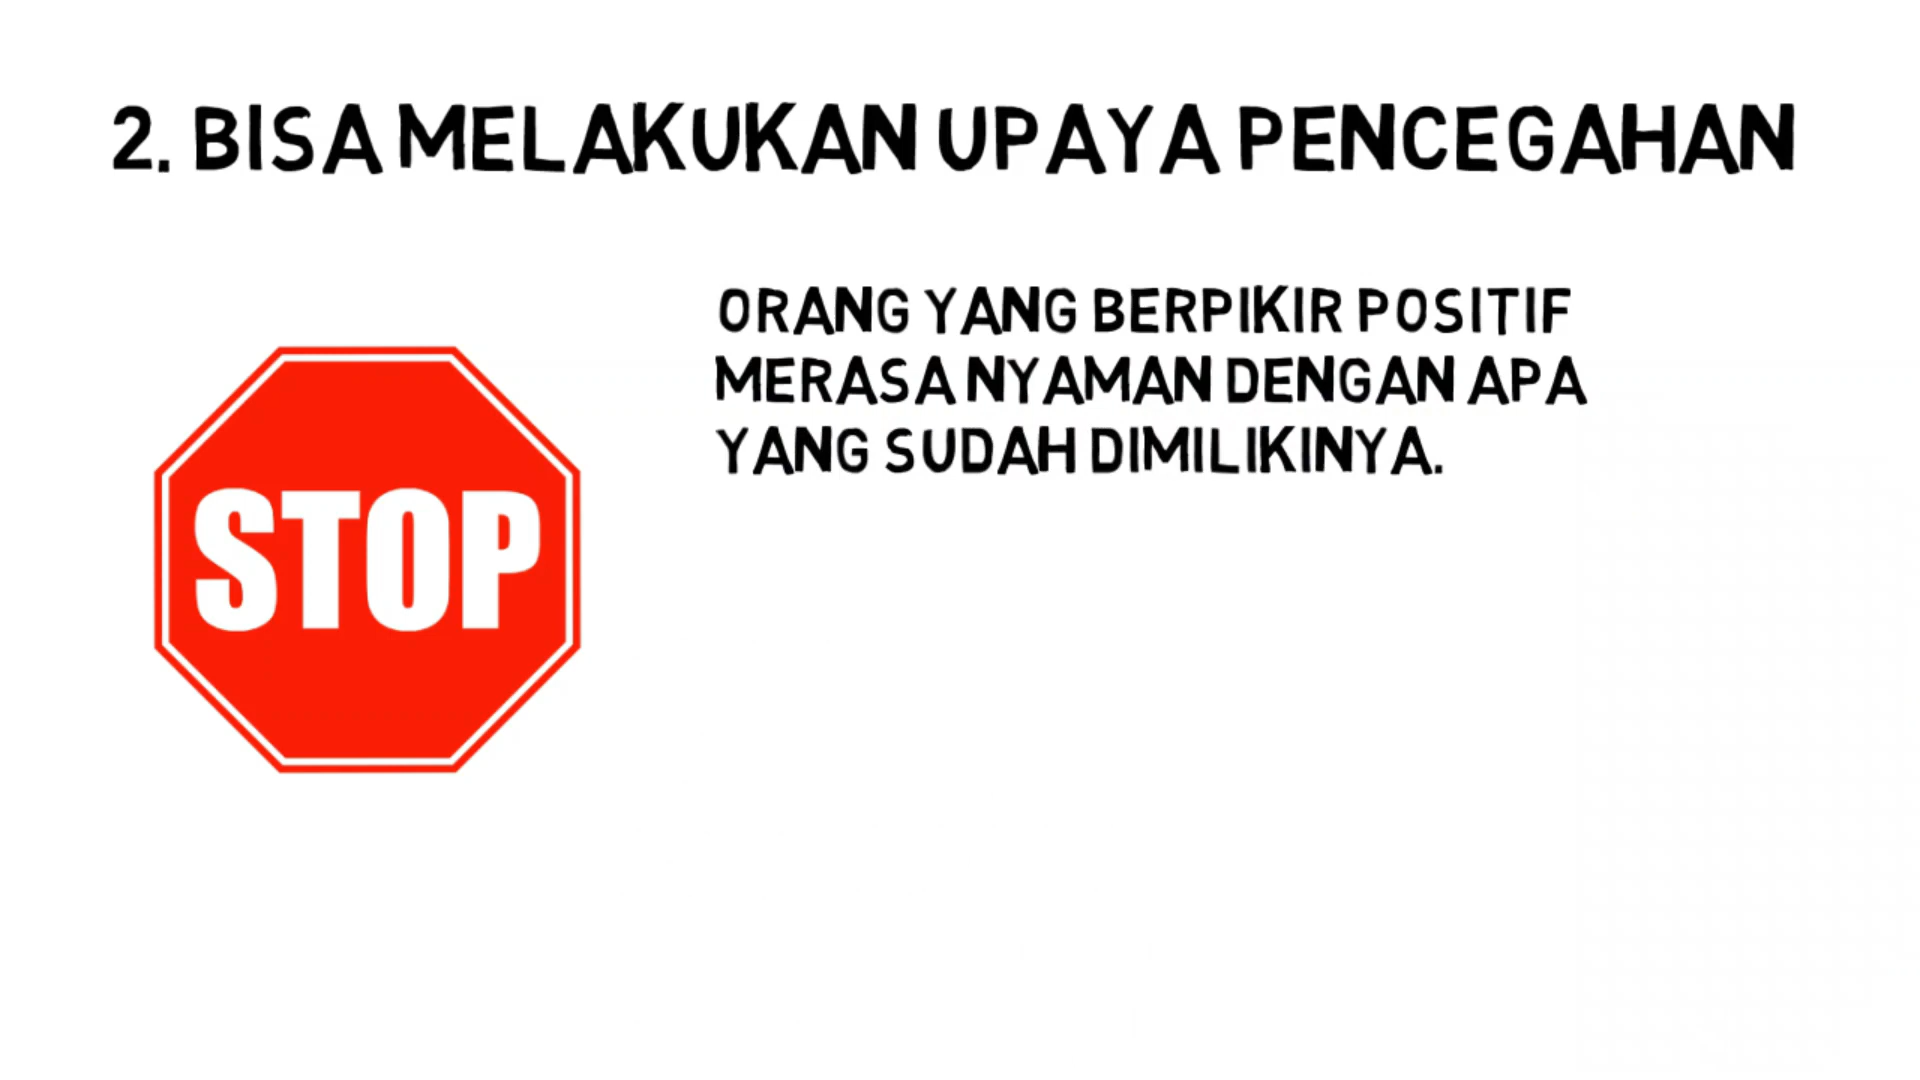 2. BISA MELAKUKAN UPAYA PENCEGAHAN
ORANG YANG BERPIKIR POSITIF
MERASA NYAMAN DENGAN APA
YANG SUDAH DIMILIKINYA.
STOP